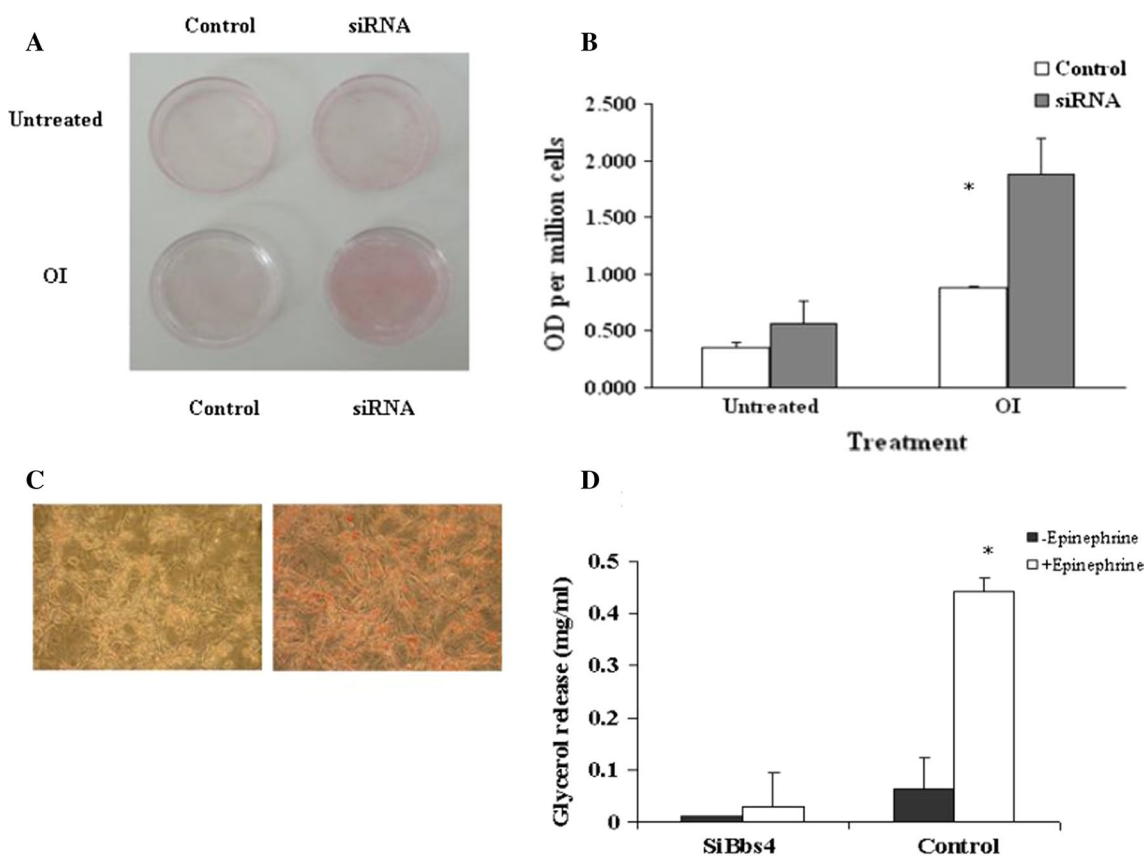 A
Control siRNA
Untreated
OI
Control siRNA
B
Control
siRNA
OD per million cells
2.500
2.000
1.500
1.000
0.500
0.000
*
Untreated OI
Treatment
C
D
-Epinephrine
+Epinephrine
Glycerol release (mg/ml)
0.5
0.4
0.3
0.2
0.1
0
*
SiBbs4 Control